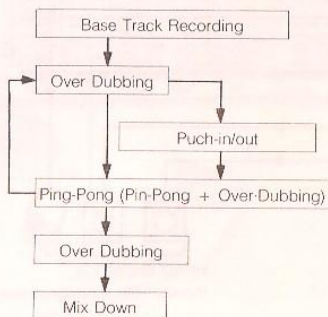 Base Track Recording
Over Dubbing
Puch-in/out
Ping-Pong (Pin-Pong + Over·Dubbing)
Over Dubbing
Mix Down